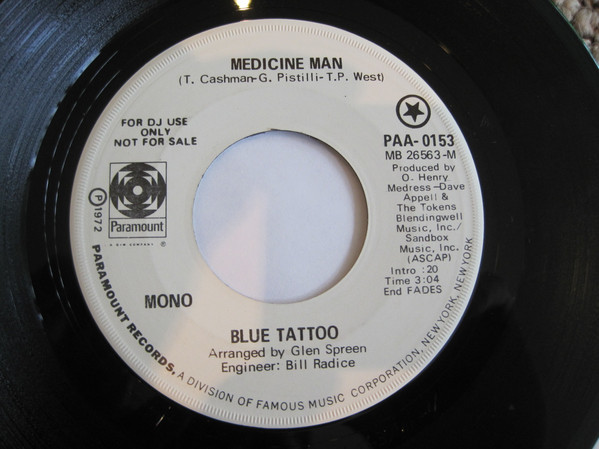 MEDICINE MAN
(T. Cashman-G. Pistilli-T.P. West)
FOR DJ USE
ONLY
NOT FOR SALE
Paramount
Ⓟ1972
MONO
PAA-0153
MB 26563-M
Produced by
O. Henry
Medress-Dave
Appell &
The Tokens
Blendingwell
Music, Inc./
Sandbox
Music, Inc.
(ASCAP)
Intro :20
Time 3:04
End FADES
BLUE TATTOO
Arranged by Glen Spreen
Engineer: Bill Radice
PARAMOUNT RECORDS, A DIVISION OF FAMOUS MUSIC CORPORATION, NEW YORK, NEW YORK